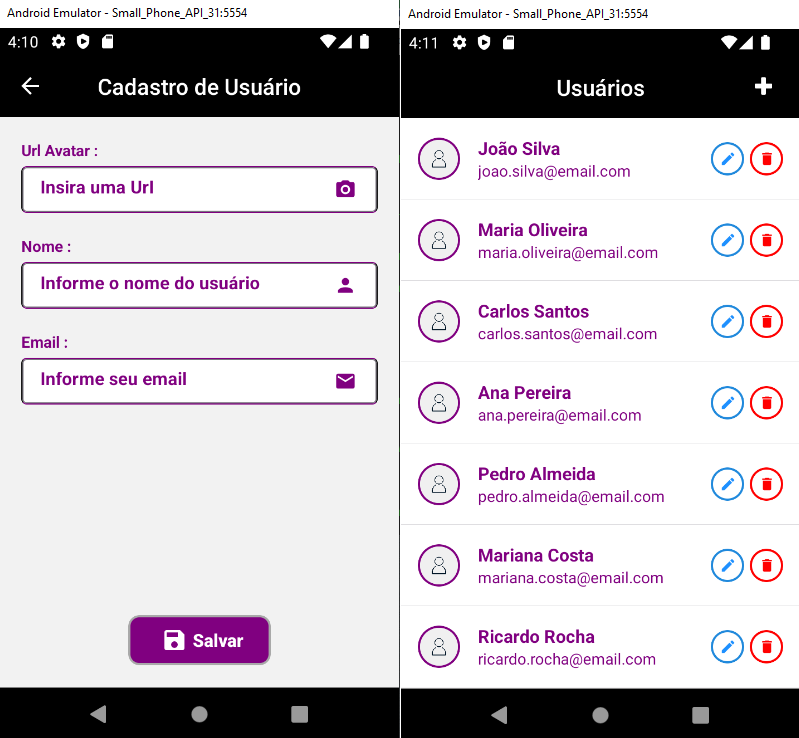 Android Emulator - Small_Phone_API_31:5554
4:10
Cadastro de Usuário
Url Avatar :
Insira uma Url
Nome :
Informe o nome do usuário
Email :
Informe seu email
Salvar
Android Emulator - Small_Phone_API_31:5554
4:11
Usuários
João Silva
joao.silva@email.com
Maria Oliveira
maria.oliveira@email.com
Carlos Santos
carlos.santos@email.com
Ana Pereira
ana.pereira@email.com
Pedro Almeida
pedro.almeida@email.com
Mariana Costa
mariana.costa@email.com
Ricardo Rocha
ricardo.rocha@email.com